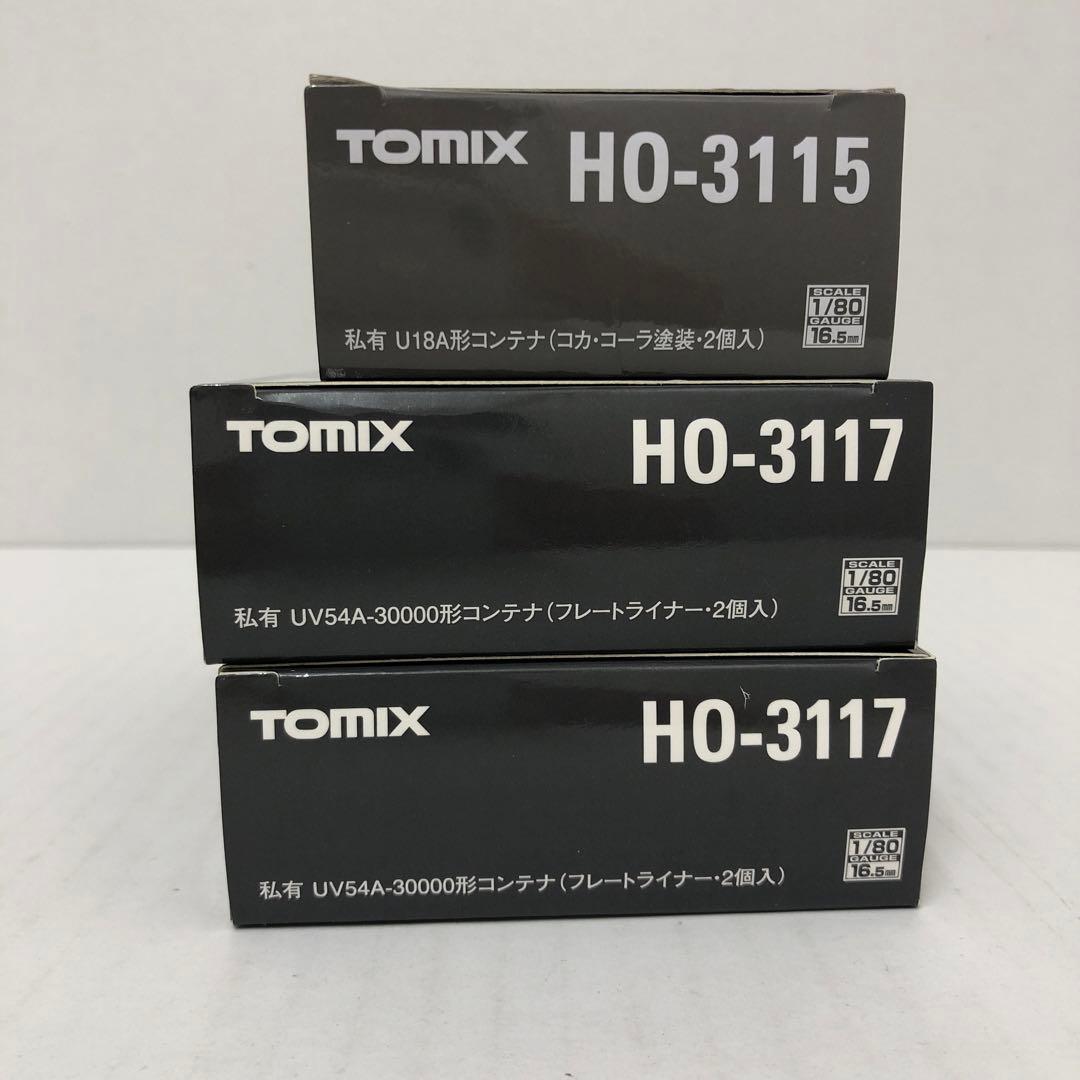 TOMIX HO-3115
SCALE
1/80
GAUGE
16.5mm
私有 U18A形コンテナ(コカ・コーラ塗装・2個入)
TOMIX HO-3117
SCALE
1/80
GAUGE
16.5mm
私有 UV54A-30000形コンテナ(フレートライナー・2個入)
TOMIX HO-3117
SCALE
1/80
GAUGE
16.5mm
私有 UV54A-30000形コンテナ(フレートライナー・2個入)